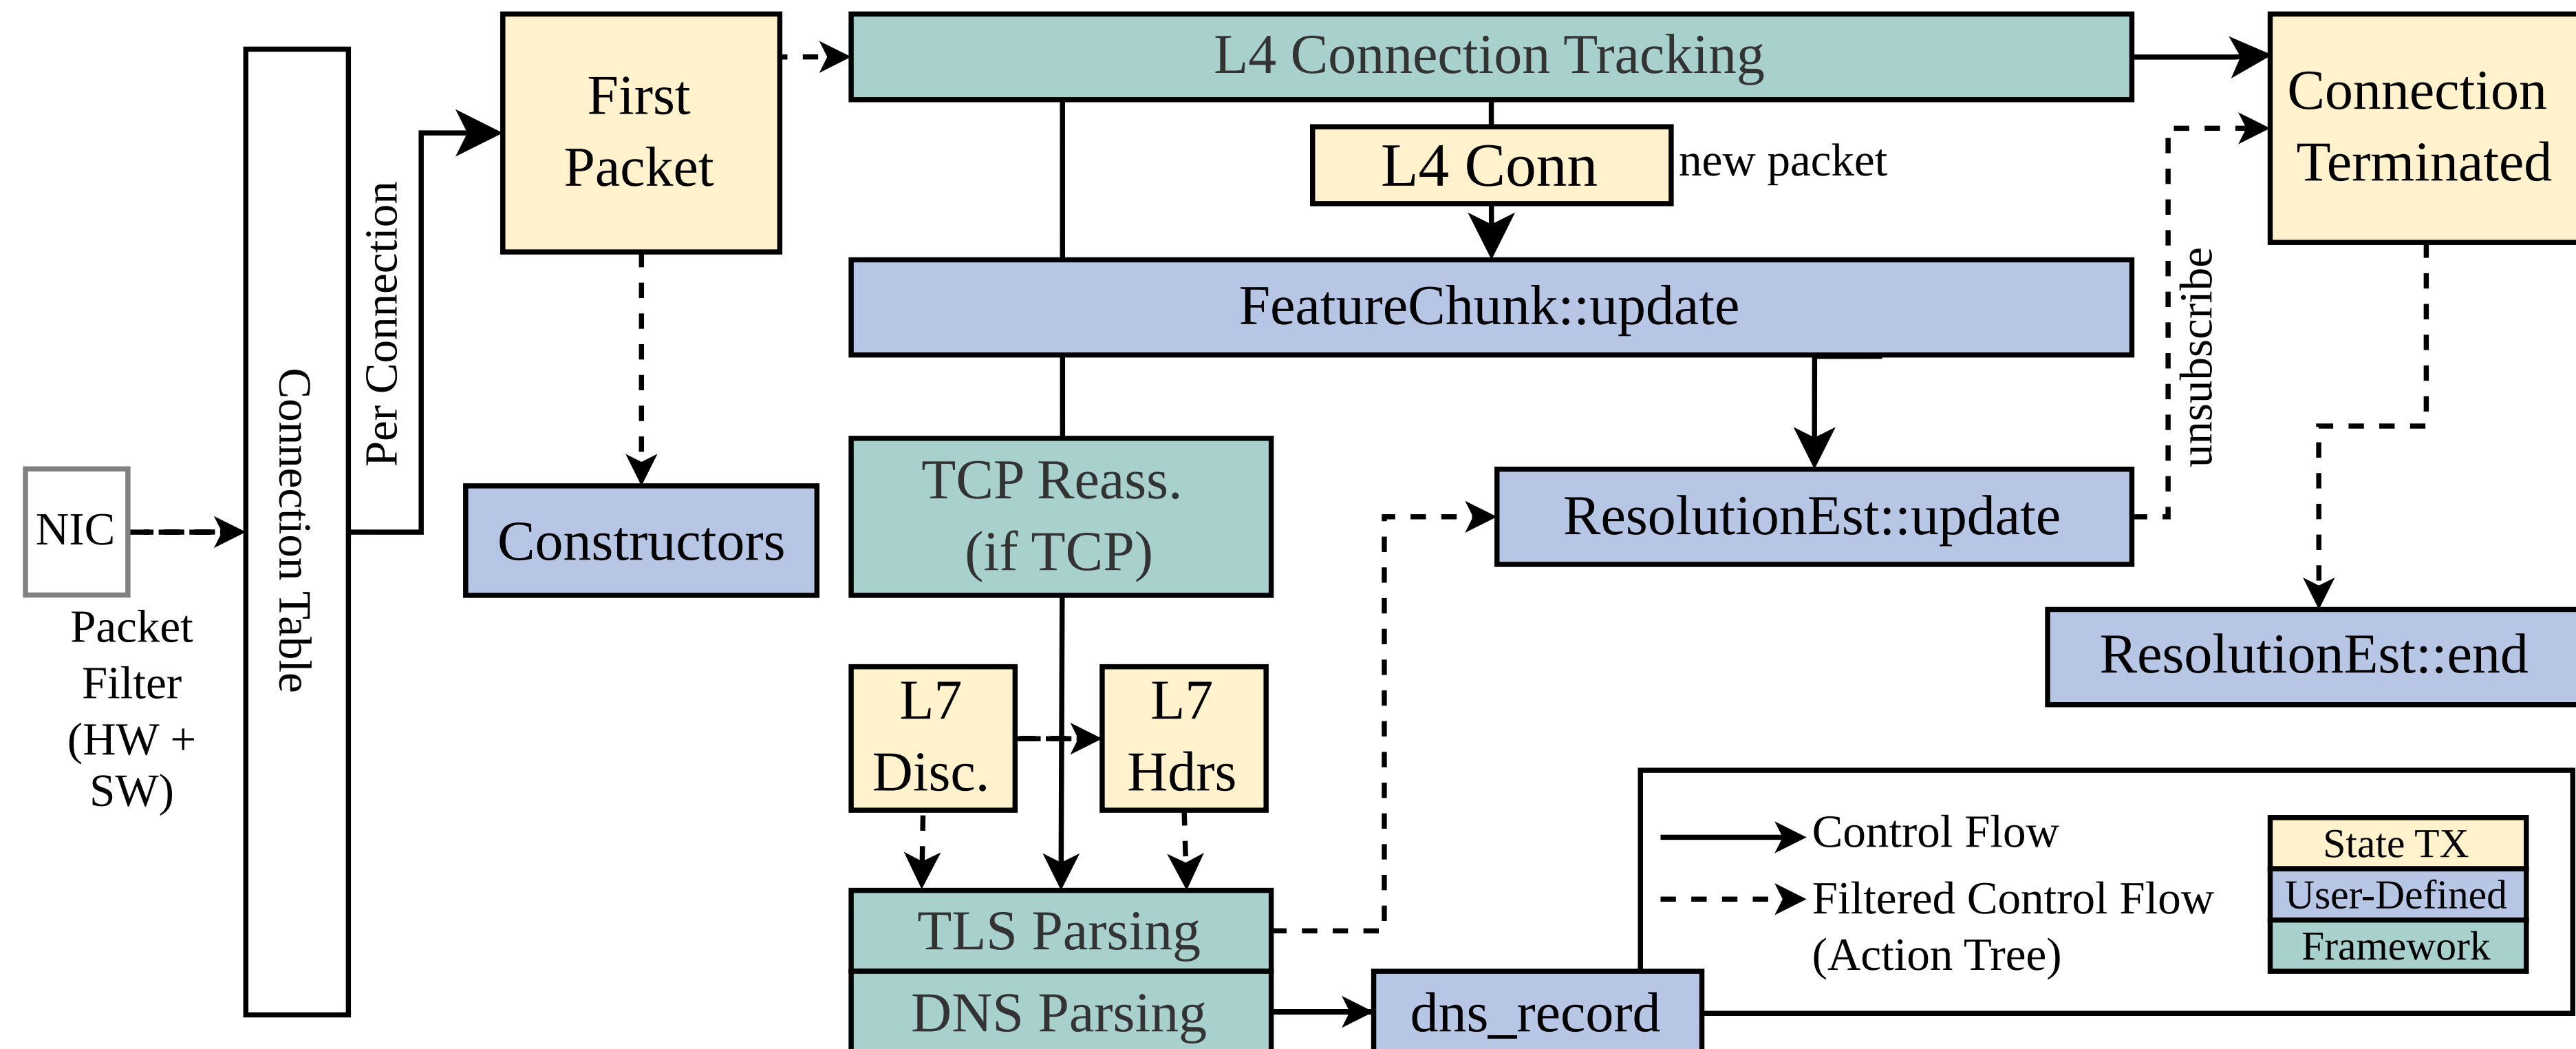 NIC
Packet
Filter
(HW +
SW)
Connection Table
Per Connection
First
Packet
Constructors
L4 Connection Tracking
L4 Conn
new packet
FeatureChunk::update
TCP Reass.
(if TCP)
L7
Disc.
L7
Hdrs
TLS Parsing
DNS Parsing
dns_record
ResolutionEst::update
unsubscribe
Connection
Terminated
ResolutionEst::end
Control Flow
Filtered Control Flow
(Action Tree)
State TX
User-Defined
Framework